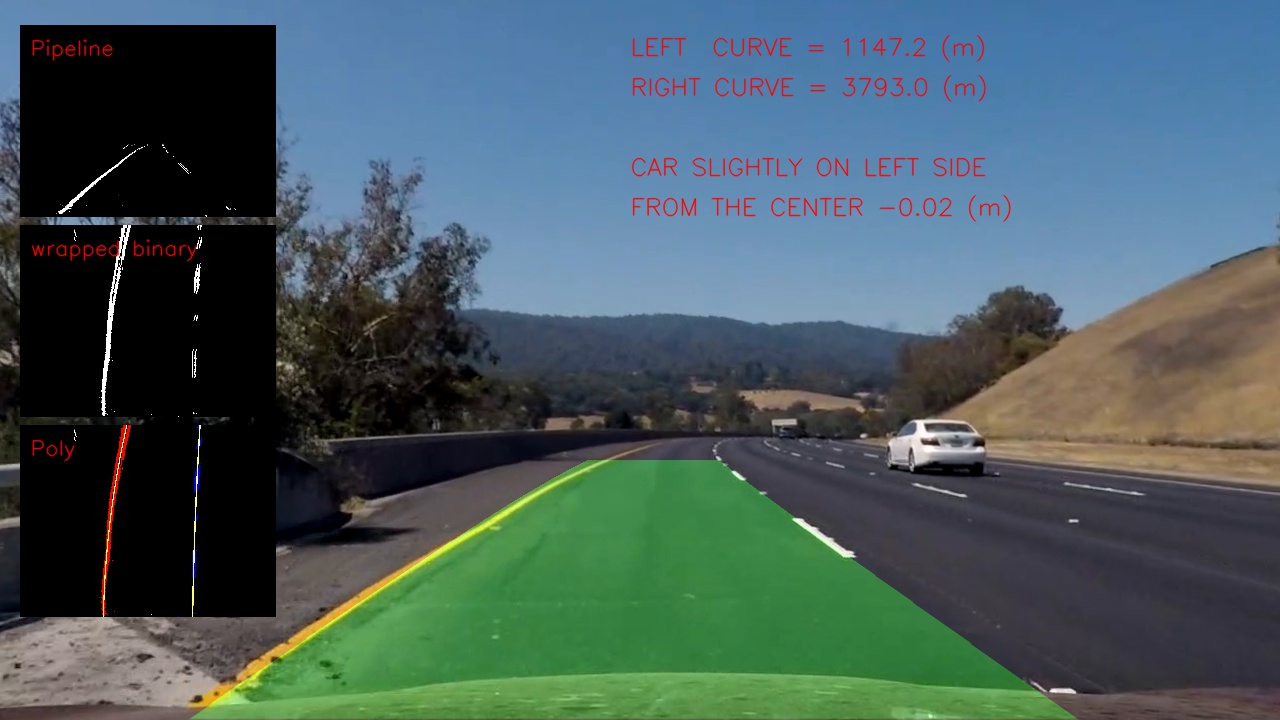 Pipeline
wrapped binary
Poly
LEFT CURVE = 1147.2 (m)
RIGHT CURVE = 3793.0 (m)
CAR SLIGHTLY ON LEFT SIDE
FROM THE CENTER -0.02 (m)